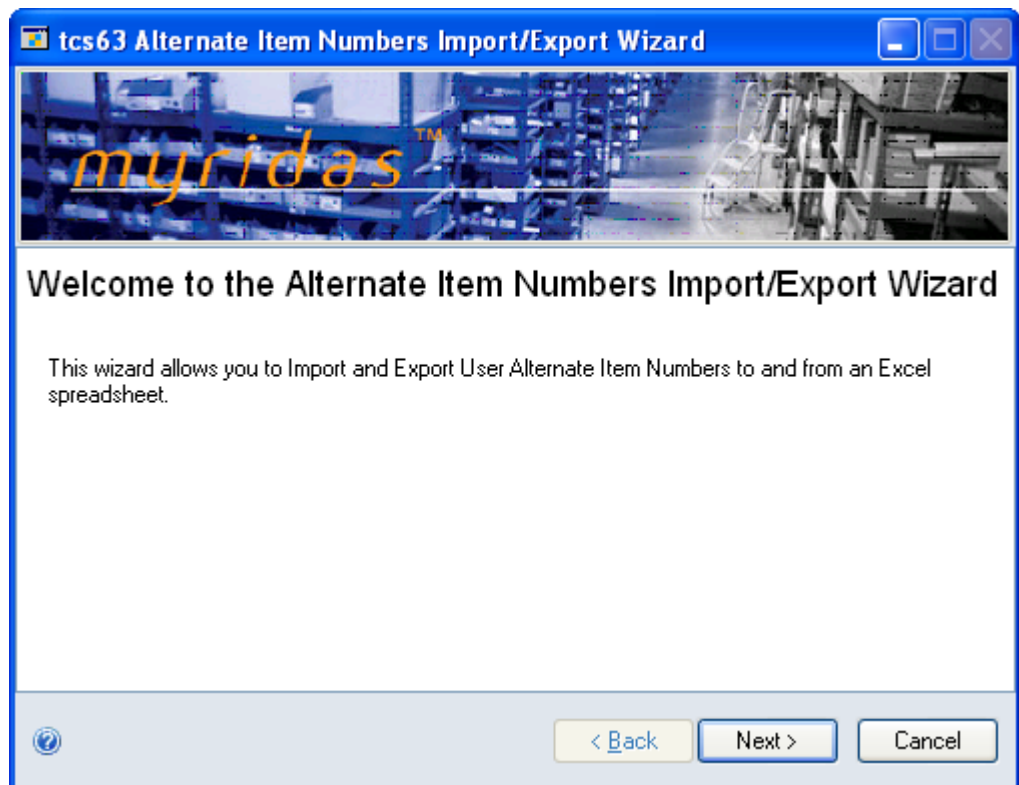 tcs63 Alternate Item Numbers Import/Export Wizard
myridas™
Welcome to the Alternate Item Numbers Import/Export Wizard
This wizard allows you to Import and Export User Alternate Item Numbers to and from an Excel
spreadsheet.
< Back Next > Cancel